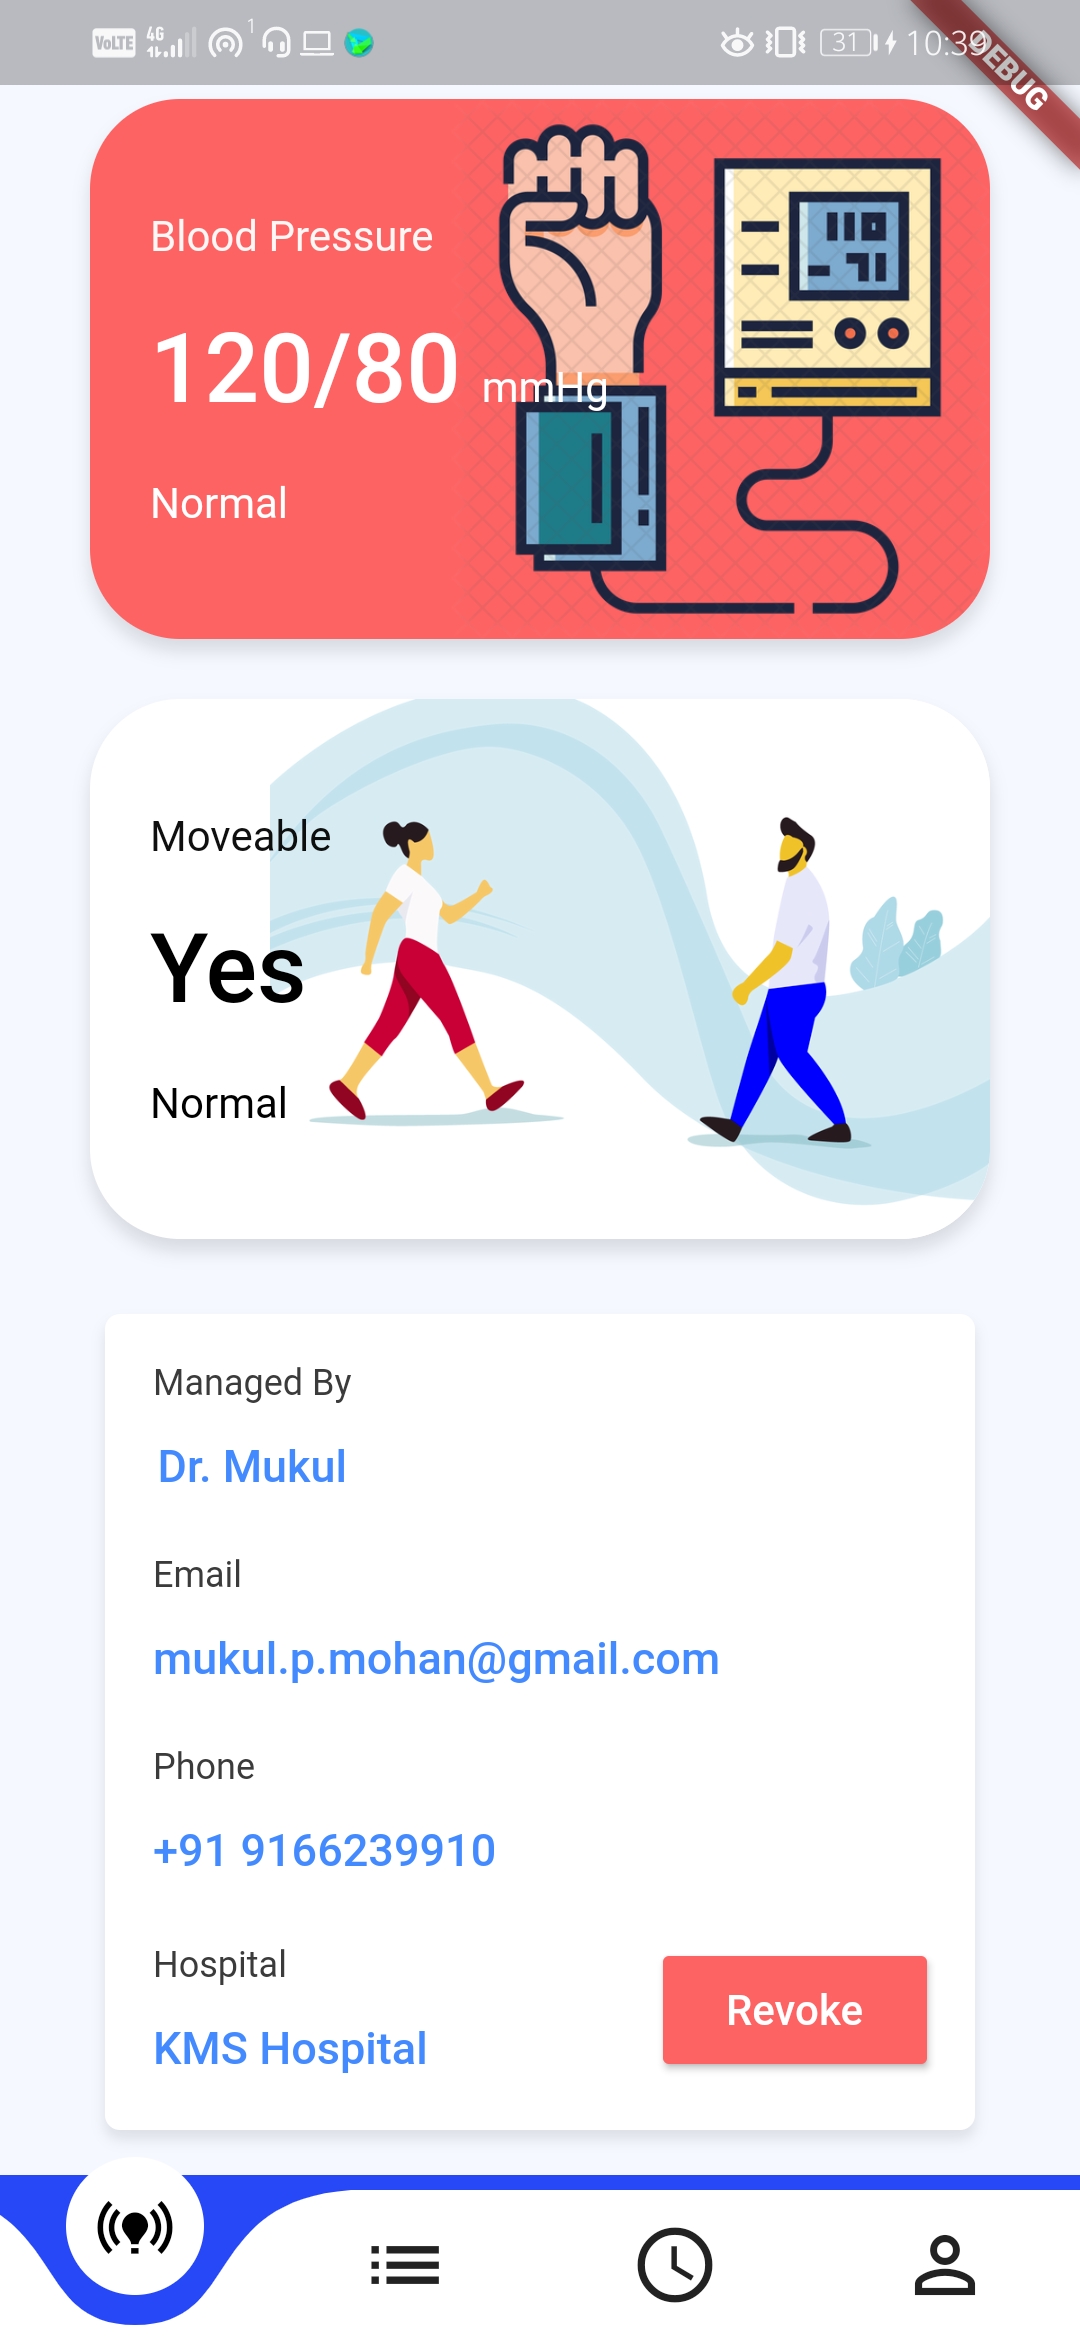 VoLTE 4G 1 31 10:39
DEBUG
Blood Pressure
120/80 mmHg
Normal
Moveable
Yes
Normal
Managed By
Dr. Mukul
Email
mukul.p.mohan@gmail.com
Phone
+91 9166239910
Hospital
KMS Hospital
Revoke